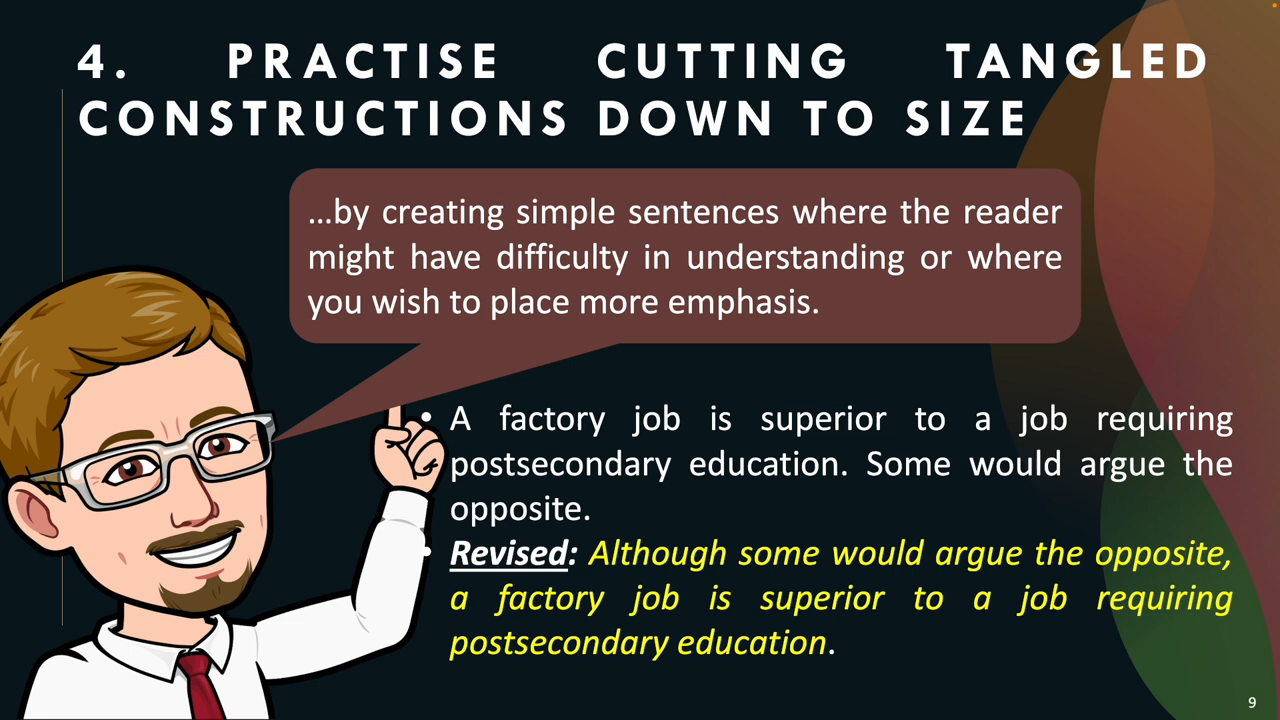 4. PRACTISE CUTTING TANGLED
CONSTRUCTIONS DOWN TO SIZE
…by creating simple sentences where the reader
might have difficulty in understanding or where
you wish to place more emphasis.
• A factory job is superior to a job requiring
postsecondary education. Some would argue the
opposite.
• Revised: Although some would argue the opposite,
a factory job is superior to a job requiring
postsecondary education.
9